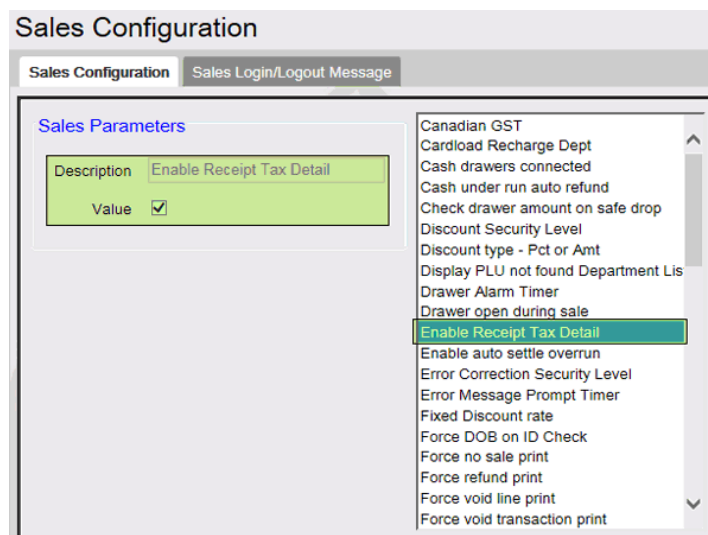 Sales Configuration
Sales Configuration
Sales Login/Logout Message
Sales Parameters
Description
Enable Receipt Tax Detail
Value
Canadian GST
Cardload Recharge Dept
Cash drawers connected
Cash under run auto refund
Check drawer amount on safe drop
Discount Security Level
Discount type - Pct or Amt
Display PLU not found Department Lis
Drawer Alarm Timer
Drawer open during sale
Enable Receipt Tax Detail
Enable auto settle overrun
Error Correction Security Level
Error Message Prompt Timer
Fixed Discount rate
Force DOB on ID Check
Force no sale print
Force refund print
Force void line print
Force void transaction print